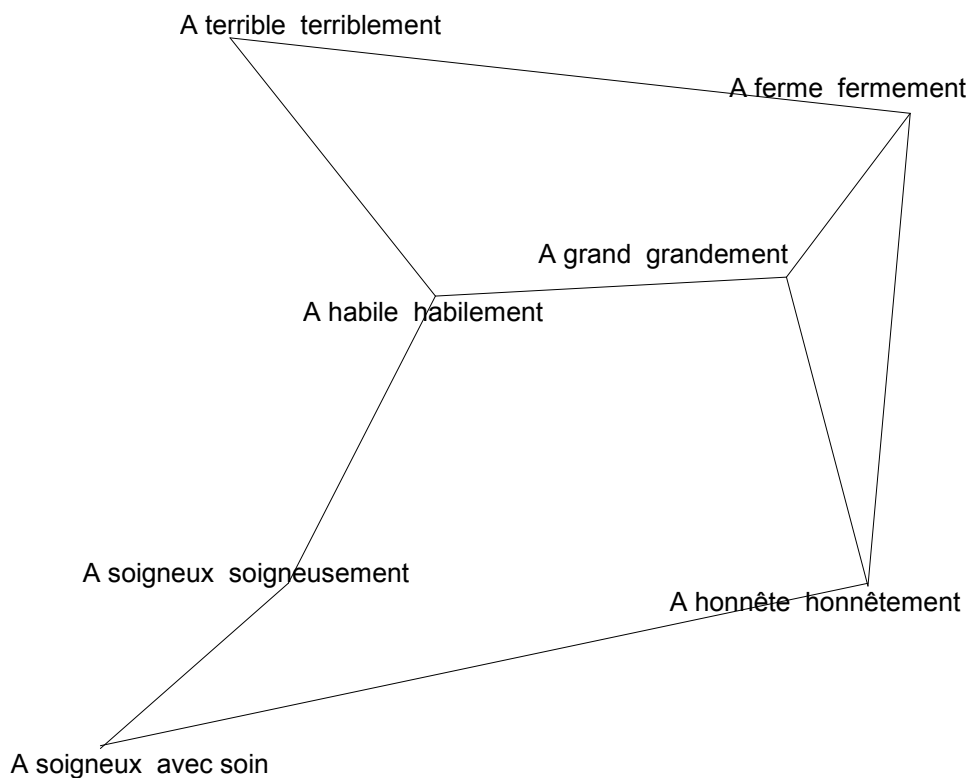 A terrible  terriblement
A ferme  fermement
A grand  grandement
A habile  habilement
A soigneux  soigneusement
A honnête  honnêtement
A soigneux  avec soin